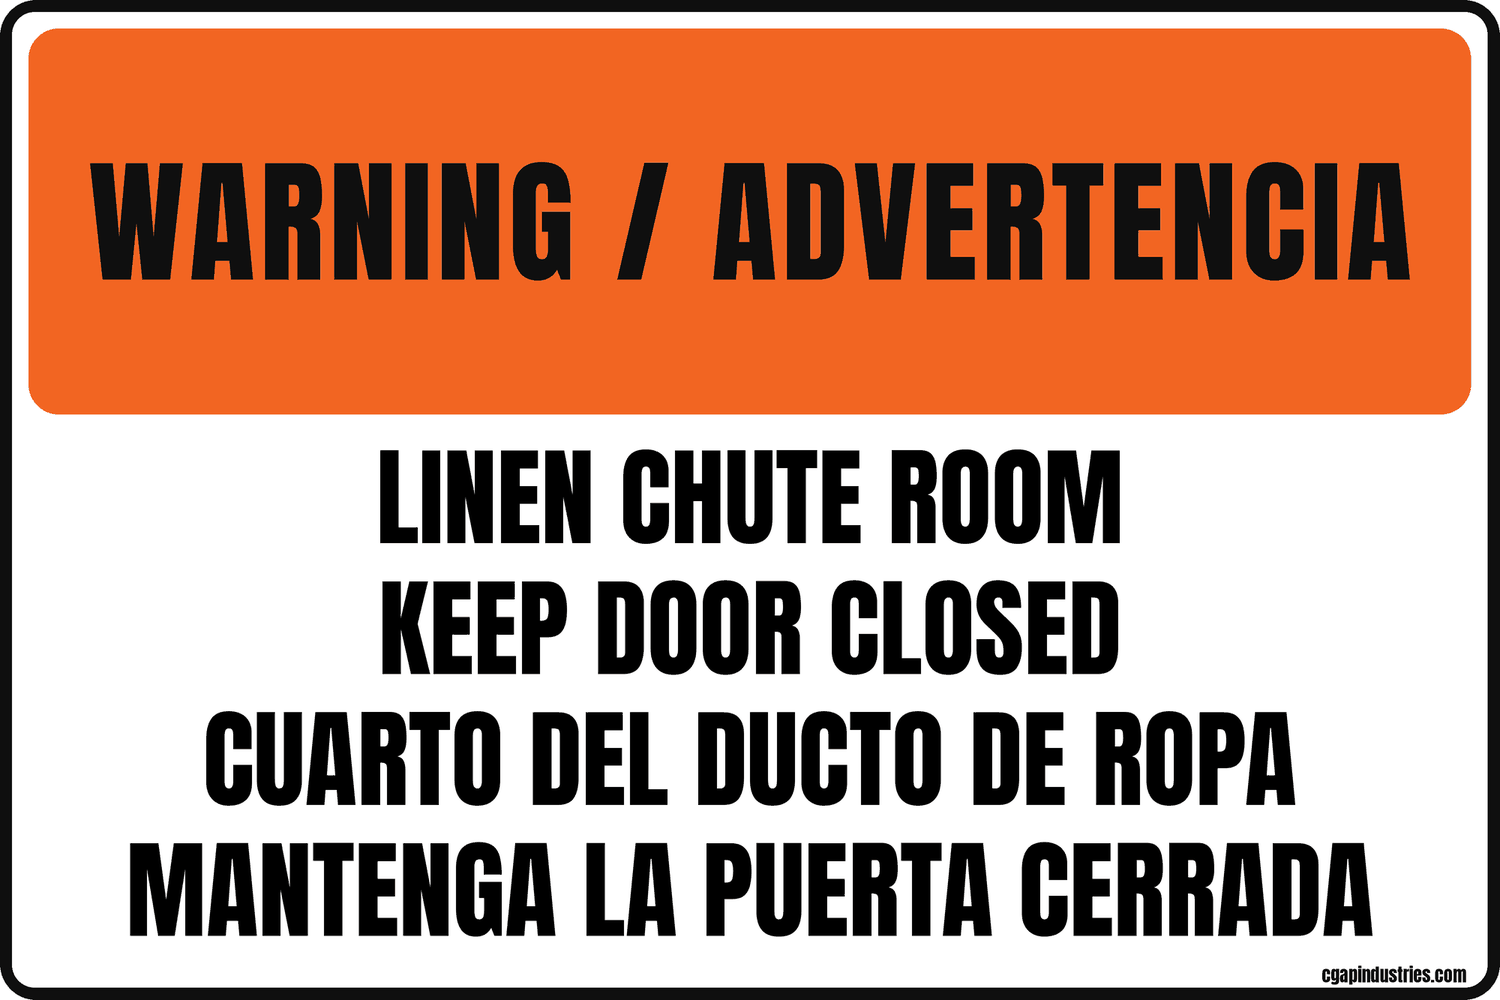 WARNING / ADVERTENCIA
LINEN CHUTE ROOM
KEEP DOOR CLOSED
CUARTO DEL DUCTO DE ROPA
MANTENGA LA PUERTA CERRADA
cgapindustries.com